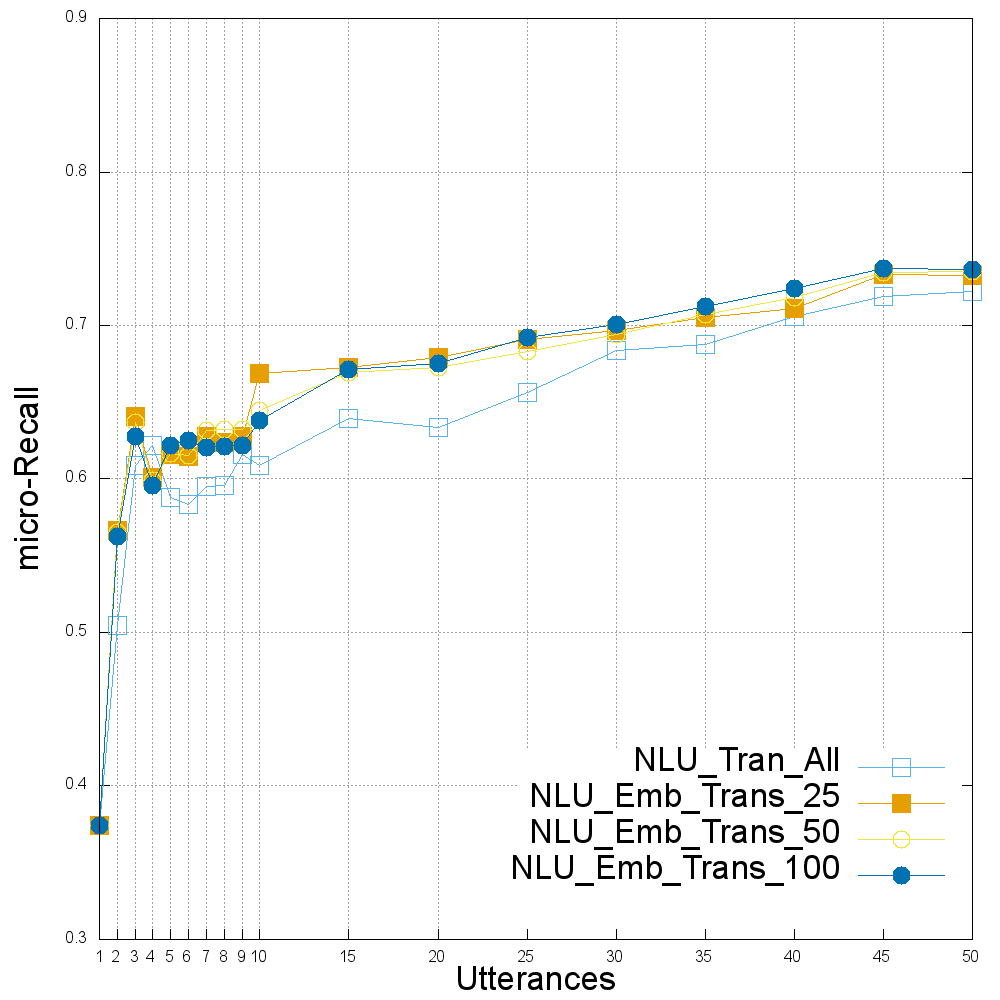 0.9
0.8
0.7
0.6
0.5
0.4
0.3
micro-Recall
NLU_Tran_All
NLU_Emb_Trans_25
NLU_Emb_Trans_50
NLU_Emb_Trans_100
1 2 3 4 5 6 7 8 9 10 15 20 25 30 35 40 45 50
Utterances